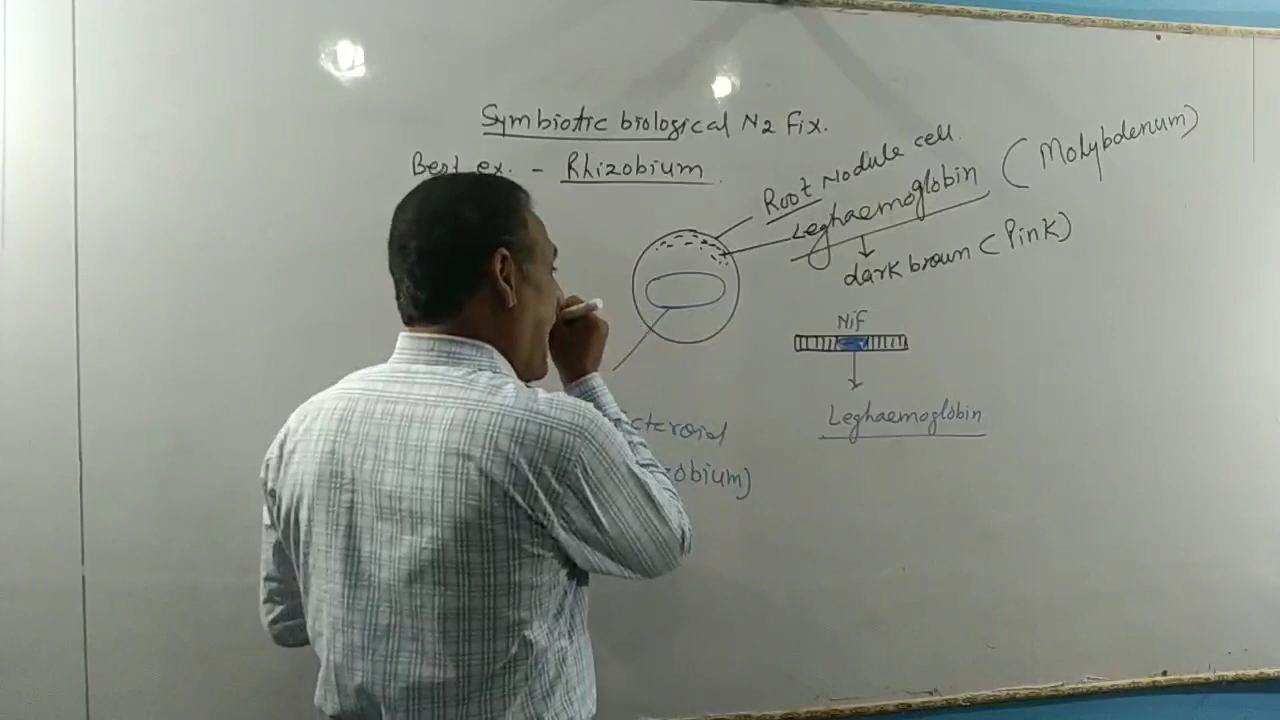 Symbiotic biological N2 Fix.
Best ex. - Rhizobium
Root Nodule cell.
Leghaemoglobin (Molybdenum)
dark brown (Pink)
Nif
Leghaemoglobin
cteroid
obium)